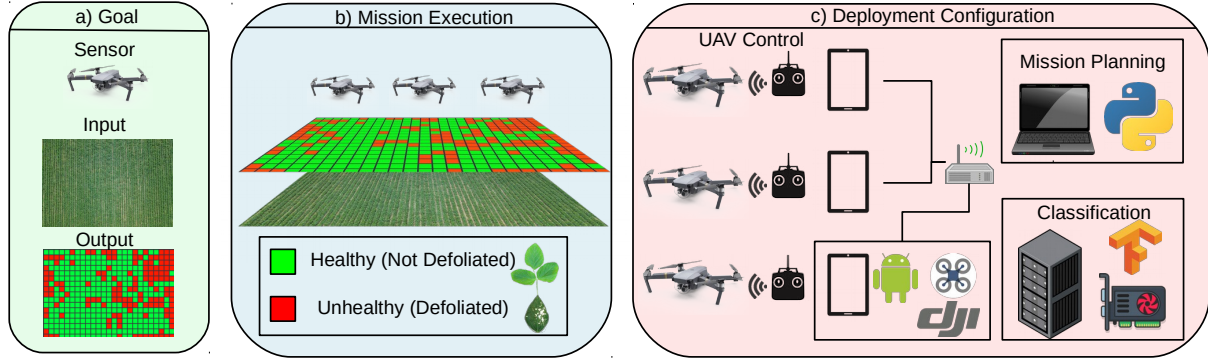 a) Goal
Sensor
Input
Output
b) Mission Execution
Healthy (Not Defoliated)
Unhealthy (Defoliated)
c) Deployment Configuration
UAV Control
Mission Planning
Classification
dji